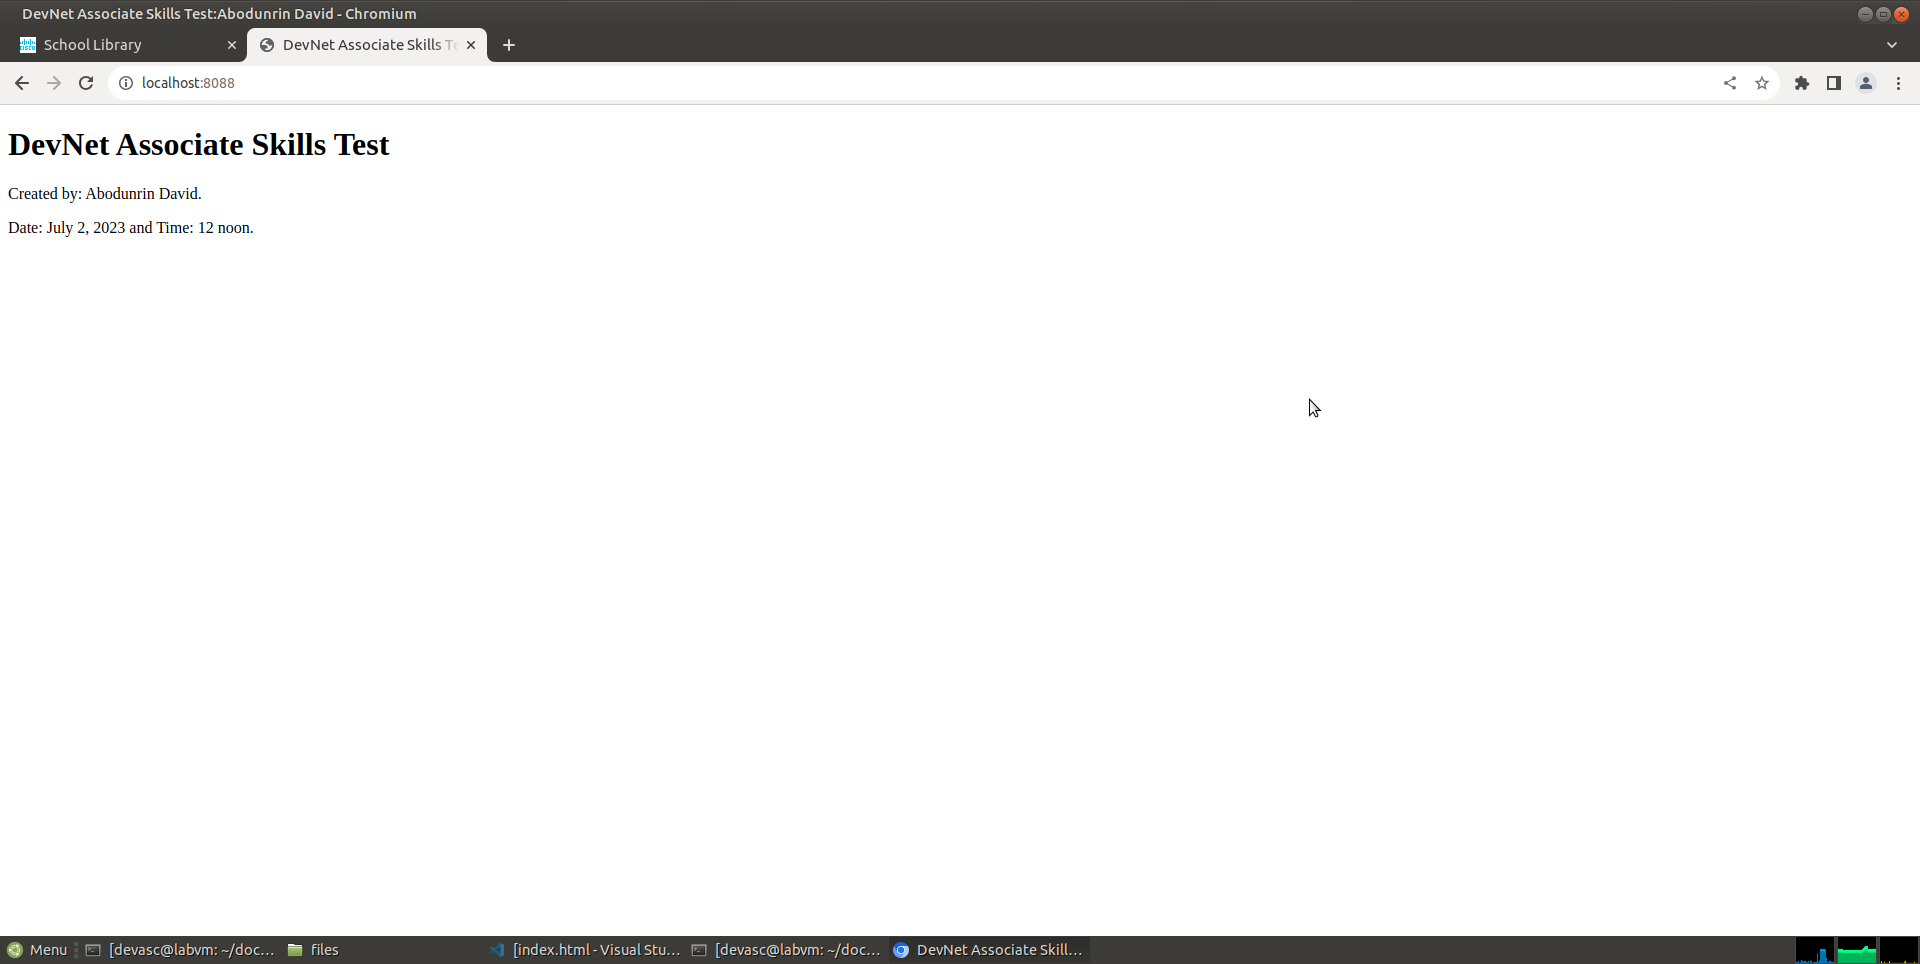 DevNet Associate Skills Test:Abodunrin David - Chromium
School Library
DevNet Associate Skills Te
localhost:8088
DevNet Associate Skills Test
Created by: Abodunrin David.
Date: July 2, 2023 and Time: 12 noon.
Menu
[devasc@labvm: ~/doc...
files
[index.html - Visual Stu...
[devasc@labvm: ~/doc...
DevNet Associate Skill...